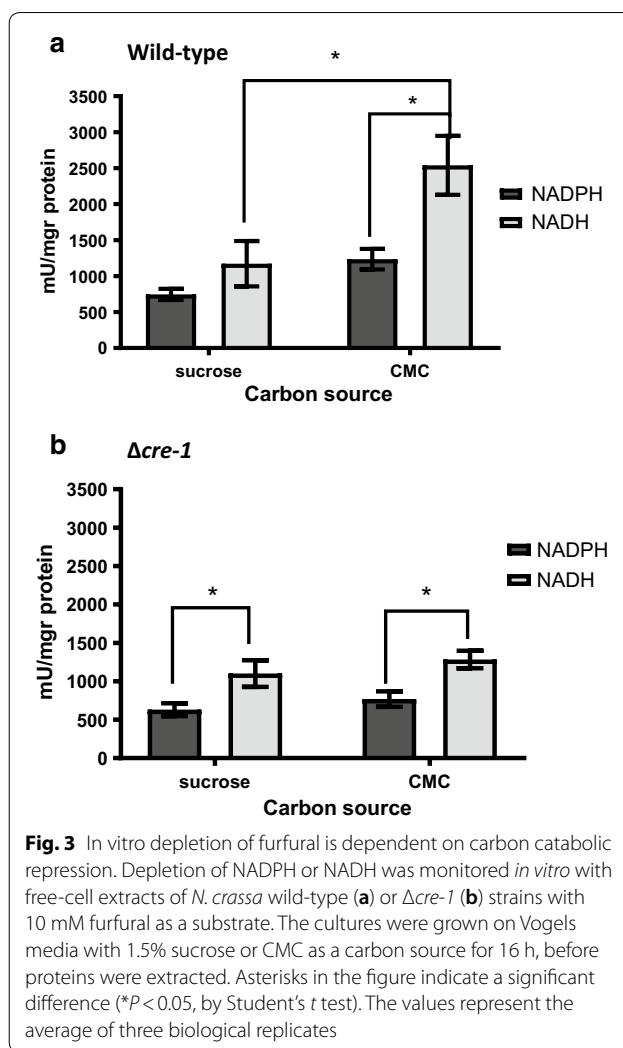 a Wild-type
*
*
3500
3000
2500
2000
1500
1000
500
0
mU/mgr protein
NADPH
NADH
sucrose CMC
Carbon source
b Δcre-1
3500
3000
2500
2000
1500
1000
500
0
mU/mgr protein
* *
NADPH
NADH
sucrose CMC
Carbon source
Fig. 3 In vitro depletion of furfural is dependent on carbon catabolic
repression. Depletion of NADPH or NADH was monitored in vitro with
free-cell extracts of N. crassa wild-type (a) or Δcre-1 (b) strains with
10 mM furfural as a substrate. The cultures were grown on Vogels
media with 1.5% sucrose or CMC as a carbon source for 16 h, before
proteins were extracted. Asterisks in the figure indicate a significant
difference (*P < 0.05, by Student's t test). The values represent the
average of three biological replicates